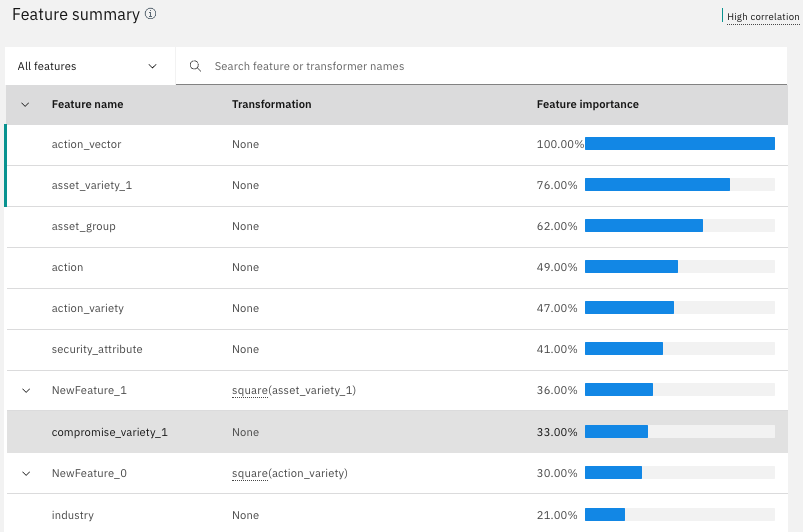 Feature summary
High correlation
All features Search feature or transformer names
Feature name Transformation Feature importance
action_vector None 100.00%
asset_variety_1 None 76.00%
asset_group None 62.00%
action None 49.00%
action_variety None 47.00%
security_attribute None 41.00%
NewFeature_1 square(asset_variety_1) 36.00%
compromise_variety_1 None 33.00%
NewFeature_0 square(action_variety) 30.00%
industry None 21.00%